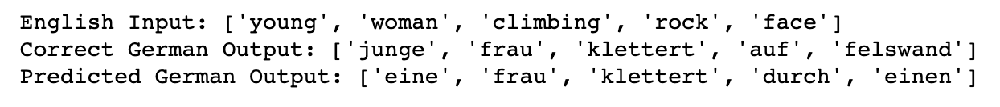 English Input: ['young', 'woman', 'climbing', 'rock', 'face']
Correct German Output: ['junge', 'frau', 'klettert', 'auf', 'felswand']
Predicted German Output: ['eine', 'frau', 'klettert', 'durch', 'einen']